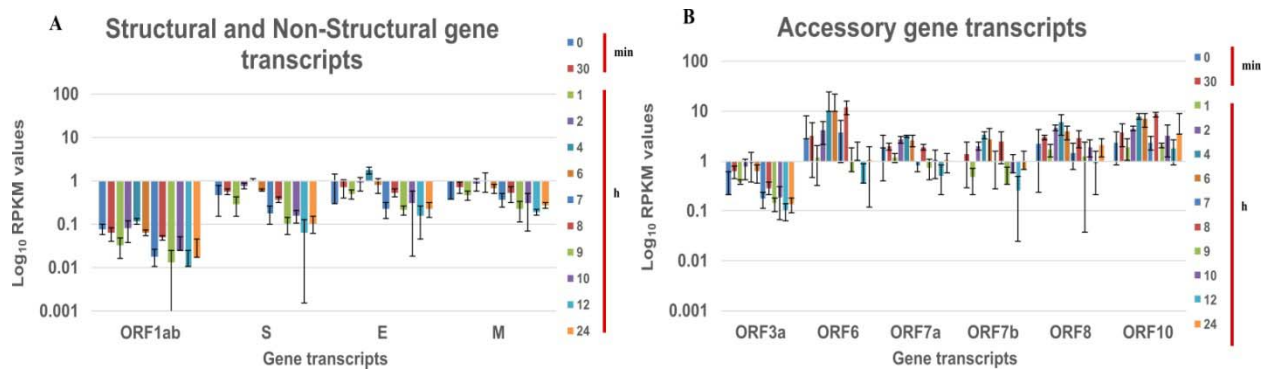 A
Structural and Non-Structural gene
transcripts
Log10 RPKM values
100
10
1
0.1
0.01
0.001
ORF1ab S E M
Gene transcripts
0
30
1
2
4
6
7
8
9
10
12
24
min
h
B
Accessory gene transcripts
Log10 RPKM values
100
10
1
0.1
0.01
0.001
ORF3a ORF6 ORF7a ORF7b ORF8 ORF10
Gene transcripts
0
30
1
2
4
6
7
8
9
10
12
24
min
h